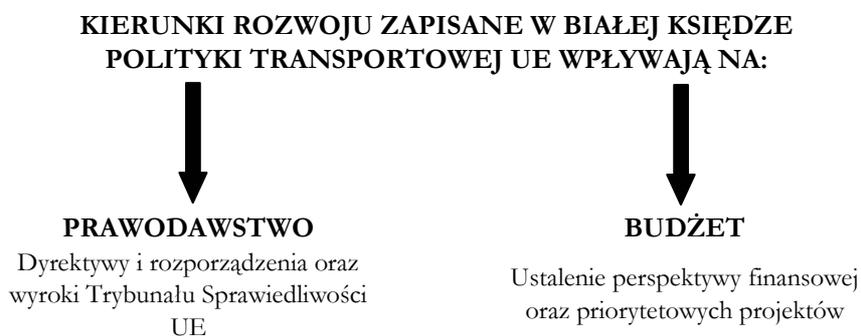 KIERUNKI ROZWOJU ZAPISANE W BIAŁEJ KSIĘDZE
POLITYKI TRANSPORTOWEJ UE WPŁYWAJĄ NA:
PRAWODAWSTWO
Dyrektywy i rozporządzenia oraz
wyroki Trybunału Sprawiedliwości
UE
BUDŻET
Ustalenie perspektywy finansowej
oraz priorytetowych projektów